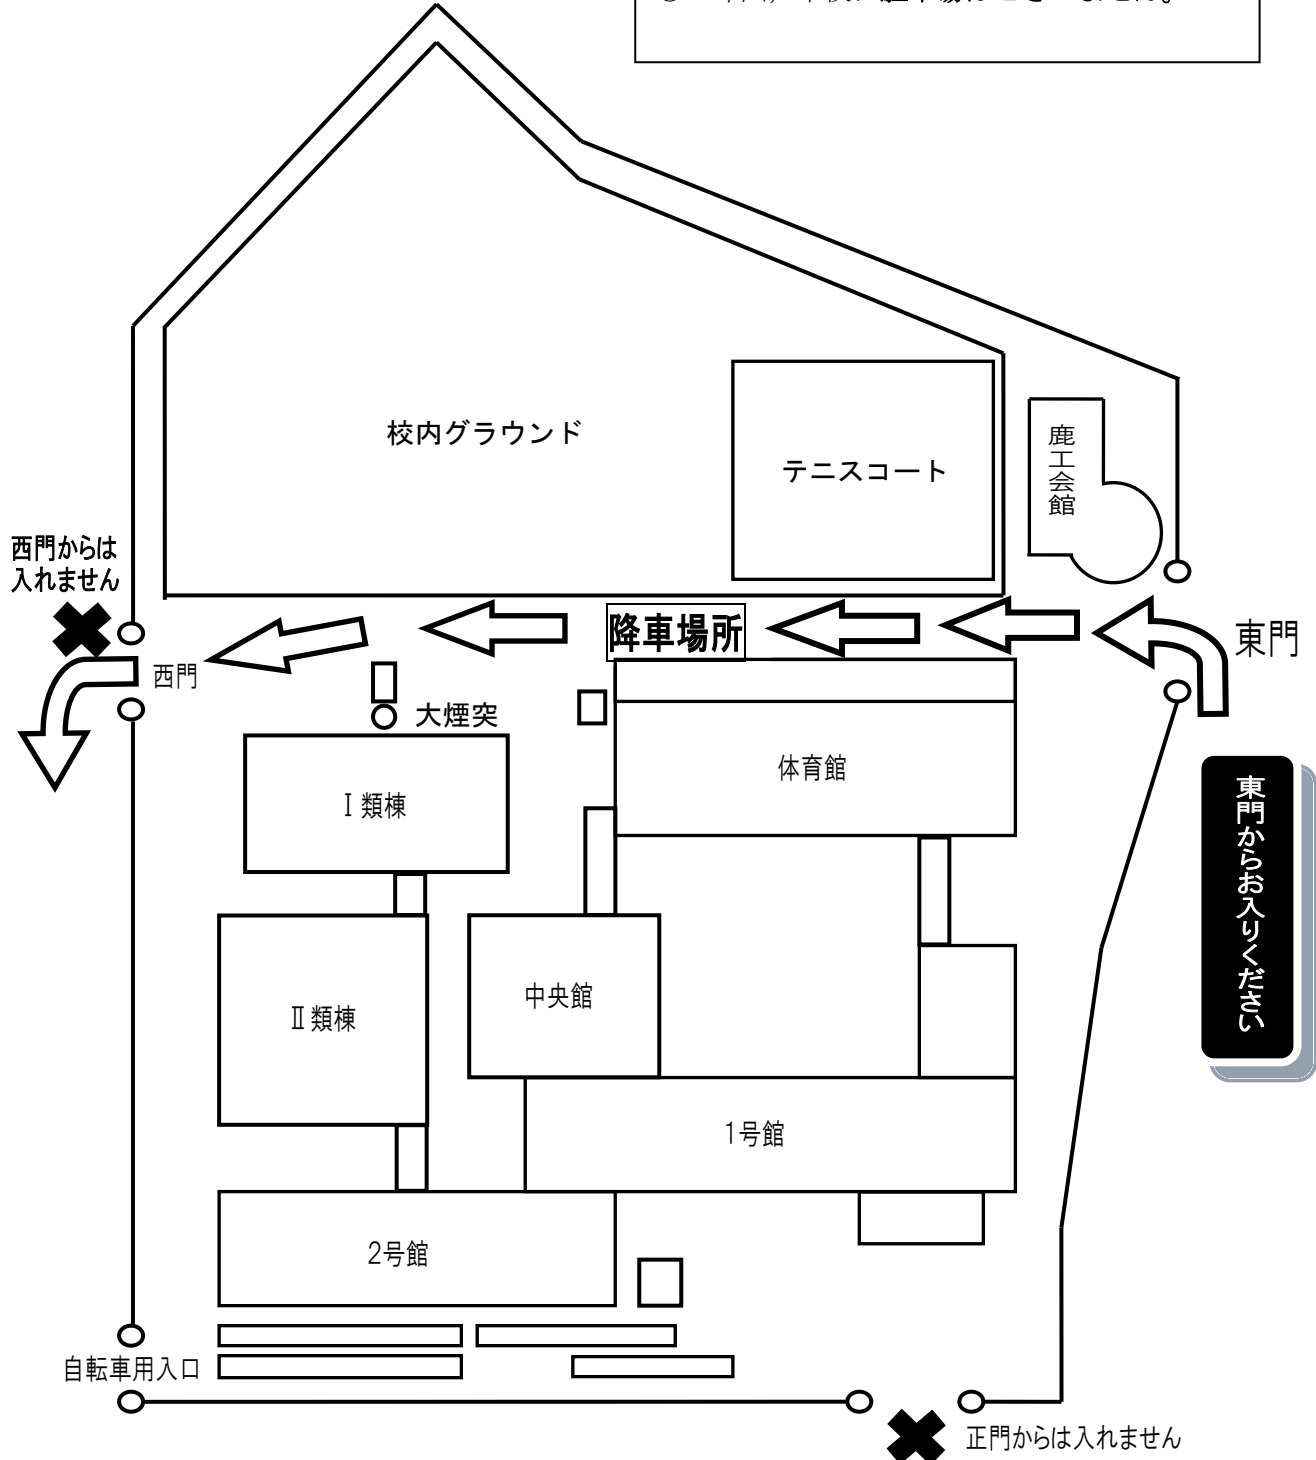 校内グラウンド
テニスコート
鹿工会館
西門からは
入れません
降車場所
東門
西門
大煙突
体育館
Ⅰ類棟
東門からお入りください
中央館
Ⅱ類棟
1号館
2号館
自転車用入口
正門からは入れません